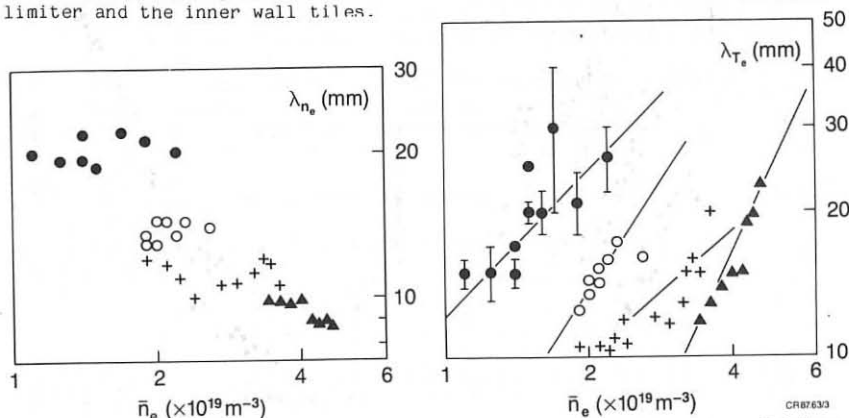 limiter and the inner wall tiles.
30
λnₑ (mm)
20
10
1
2
4
6
n̄ₑ (×10¹⁹ m⁻³)
50
λTₑ (mm)
40
30
20
10
1
2
4
6
n̄ₑ (×10¹⁹ m⁻³)
CR87.63/3